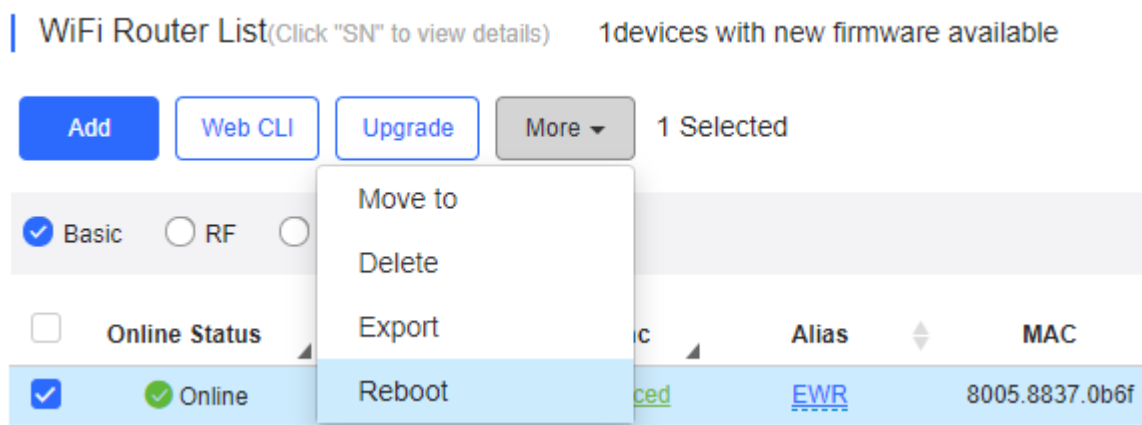 WiFi Router List(Click "SN" to view details) 1devices with new firmware available
Add Web CLI Upgrade More 1 Selected
Move to
Basic RF
Delete
Export
Online Status Alias MAC
Reboot
Online EWR 8005.8837.0b6f